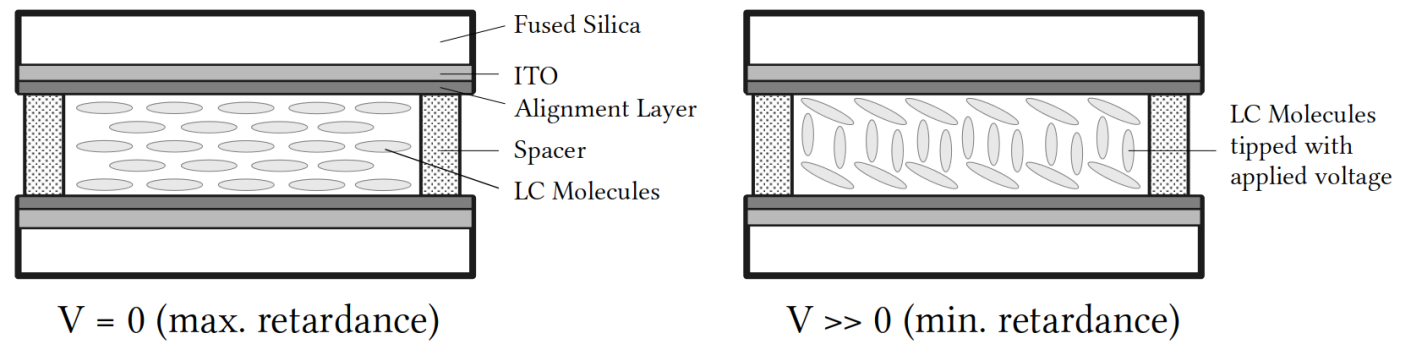 Fused Silica
ITO
Alignment Layer
Spacer
LC Molecules
LC Molecules
tipped with
applied voltage
V = 0 (max. retardance)
V >> 0 (min. retardance)